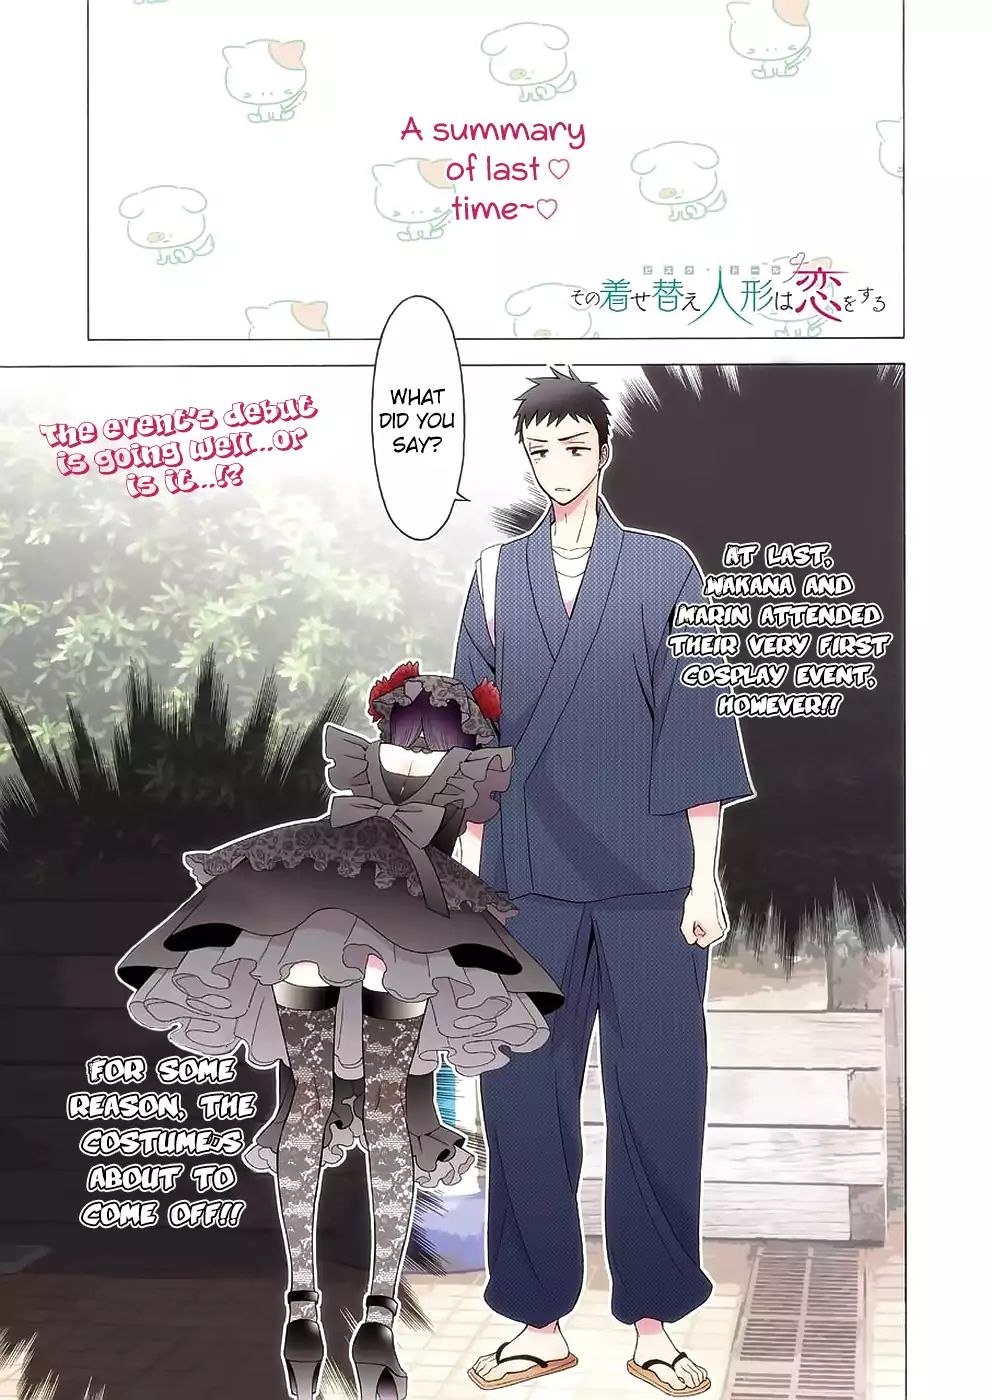 A summary
of last ♡
time~♡
ビスク・ドール
その着せ替え人形は恋をする
The event's debut
is going well...or
is it..!?
WHAT
DID YOU
SAY?
AT LAST,
WAKANA AND
MARIN ATTENDED
THEIR VERY FIRST
COSPLAY EVENT,
HOWEVER!!
FOR SOME
REASON, THE
COSTUME,S
ABOUT TO
COME OFF!!